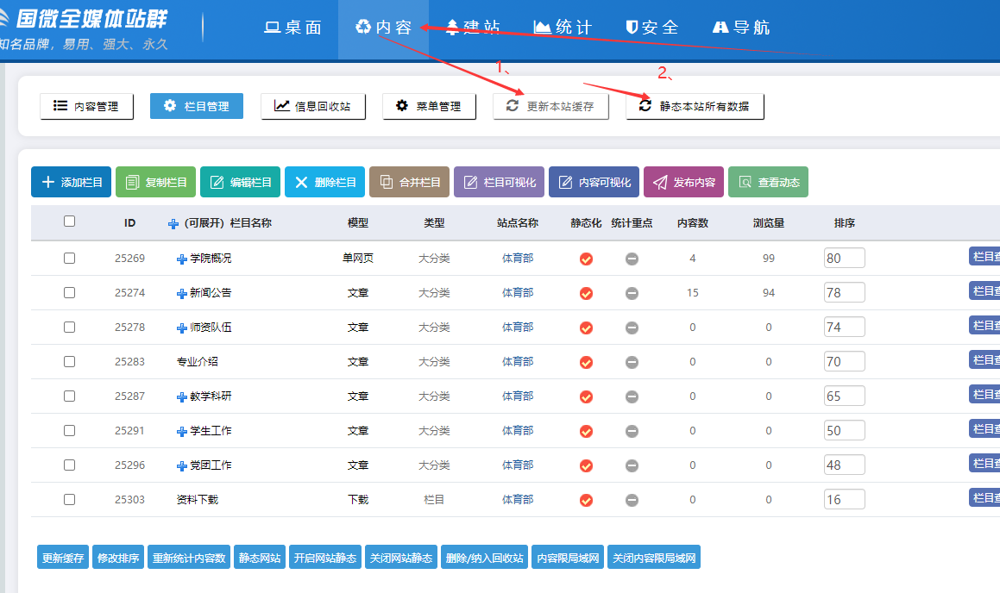 国微全媒体站群
知名品牌，易用、强大、永久
桌面 内容 建站 统计 安全 导航
1、
2、
内容管理 栏目管理 信息回收站 菜单管理 更新本站缓存 静态本站所有数据
添加栏目 复制栏目 编辑栏目 删除栏目 合并栏目 栏目可视化 内容可视化 发布内容 查看动态
ID (可展开) 栏目名称 模型 类型 站点名称 静态化 统计重点 内容数 浏览量 排序
25269 学院概况 单网页 大分类 体育部 4 99 80 栏目
25274 新闻公告 文章 大分类 体育部 15 94 78 栏目
25278 师资队伍 文章 大分类 体育部 0 0 74 栏目
25283 专业介绍 文章 大分类 体育部 0 0 70 栏目
25287 教学科研 文章 大分类 体育部 0 0 65 栏目
25291 学生工作 文章 大分类 体育部 0 0 50 栏目
25296 党团工作 文章 大分类 体育部 0 0 48 栏目
25303 资料下载 下载 栏目 体育部 0 0 16 栏目
更新缓存 修改排序 重新统计内容数 静态网站 开启网站静态 关闭网站静态 删除/纳入回收站 内容限局域网 关闭内容限局域网